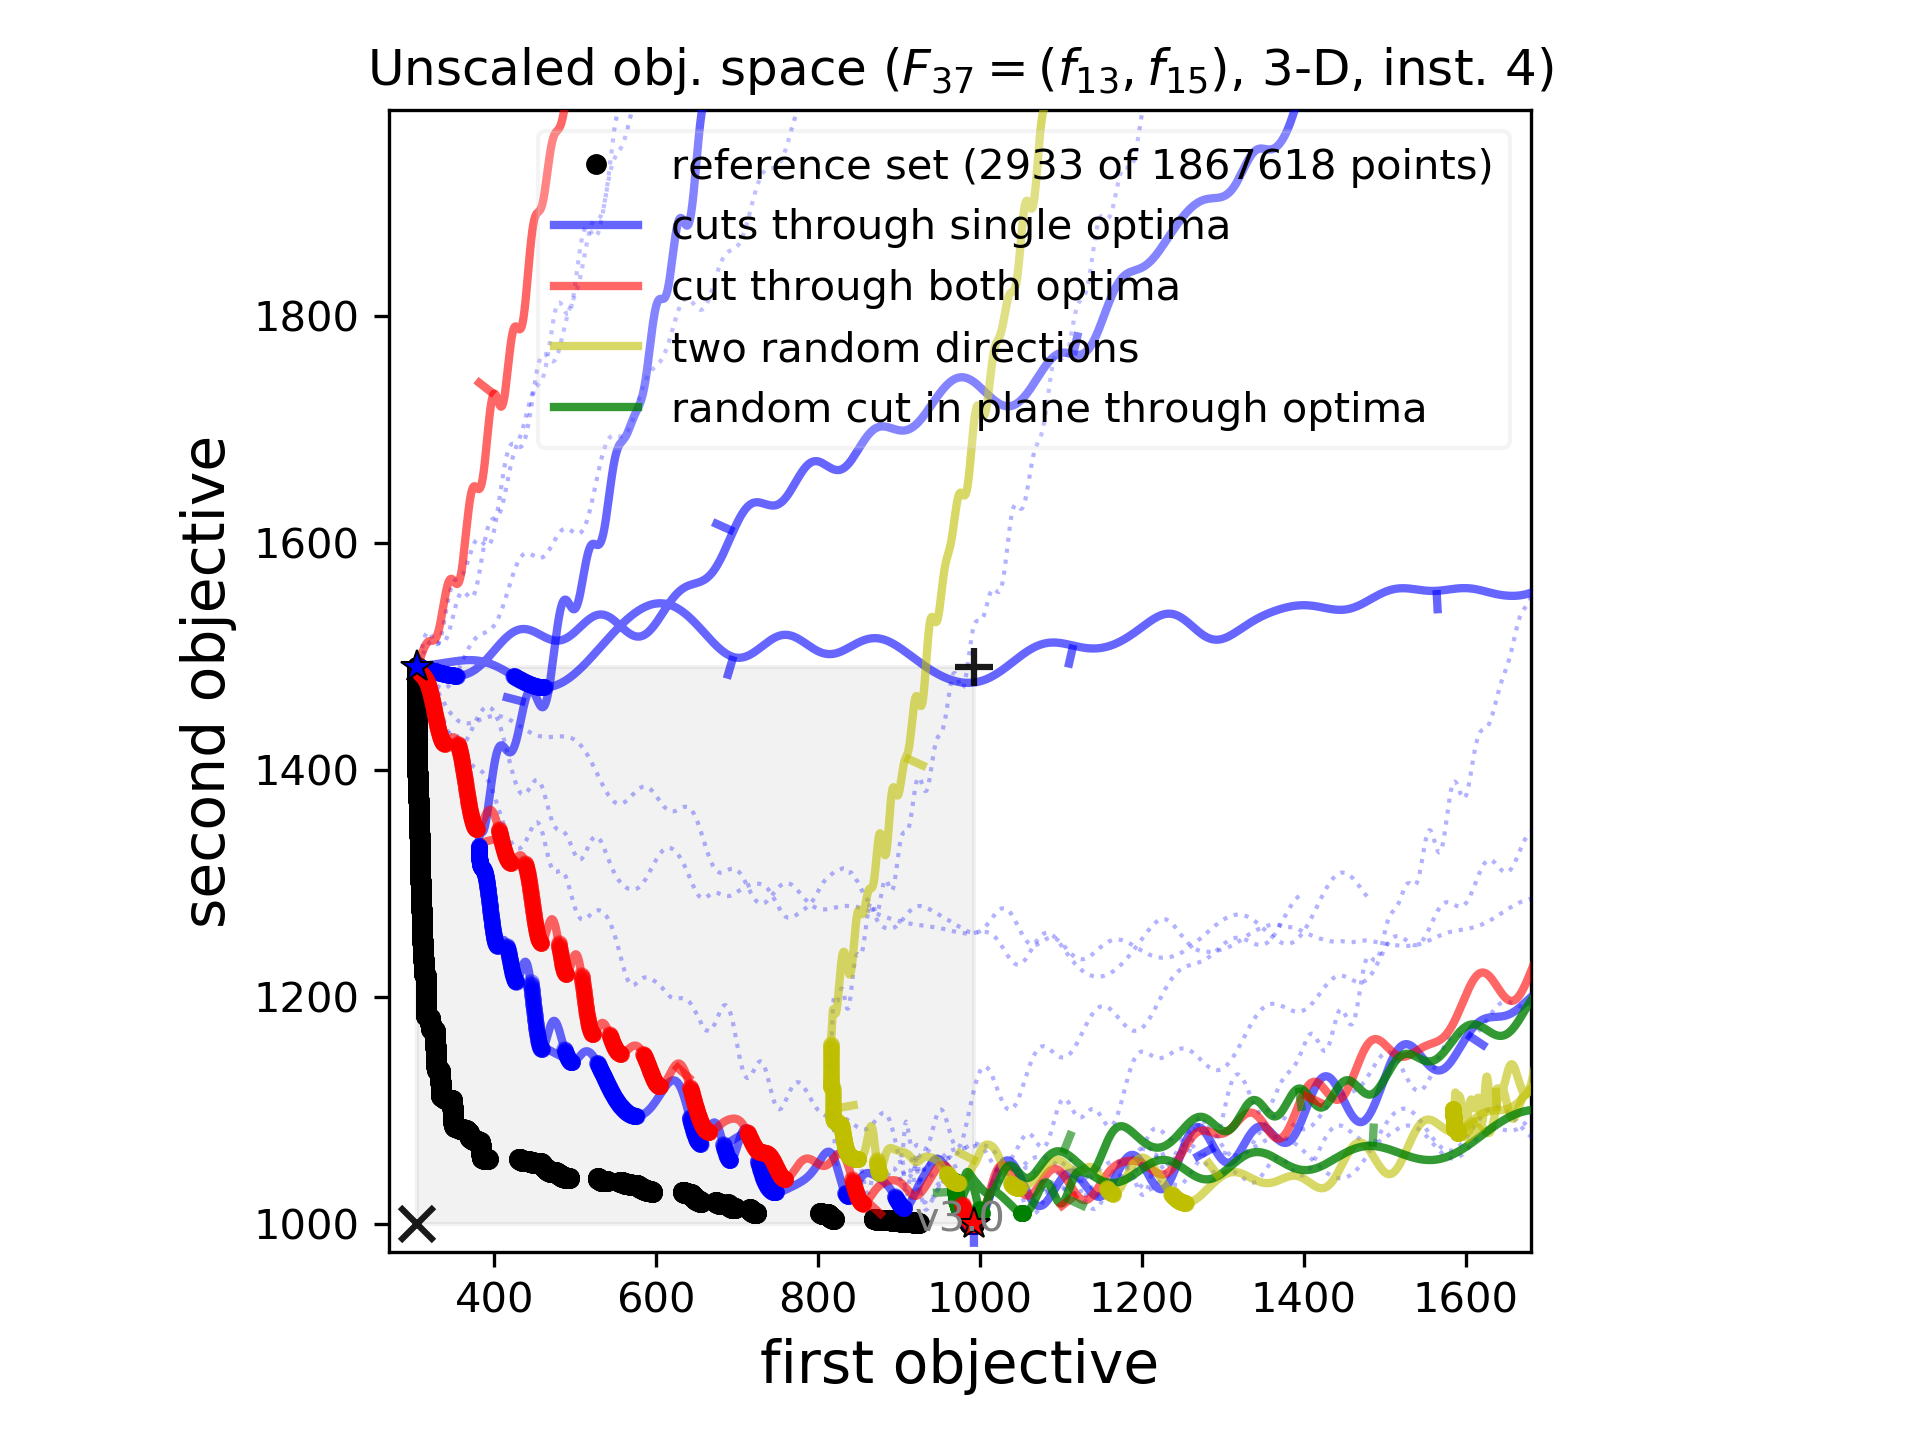 Unscaled obj. space (F37 = (f13, f15), 3-D, inst. 4)
reference set (2933 of 1867618 points)
cuts through single optima
cut through both optima
two random directions
random cut in plane through optima
second objective
1800
1600
1400
1200
1000
v3.0
400 600 800 1000 1200 1400 1600
first objective